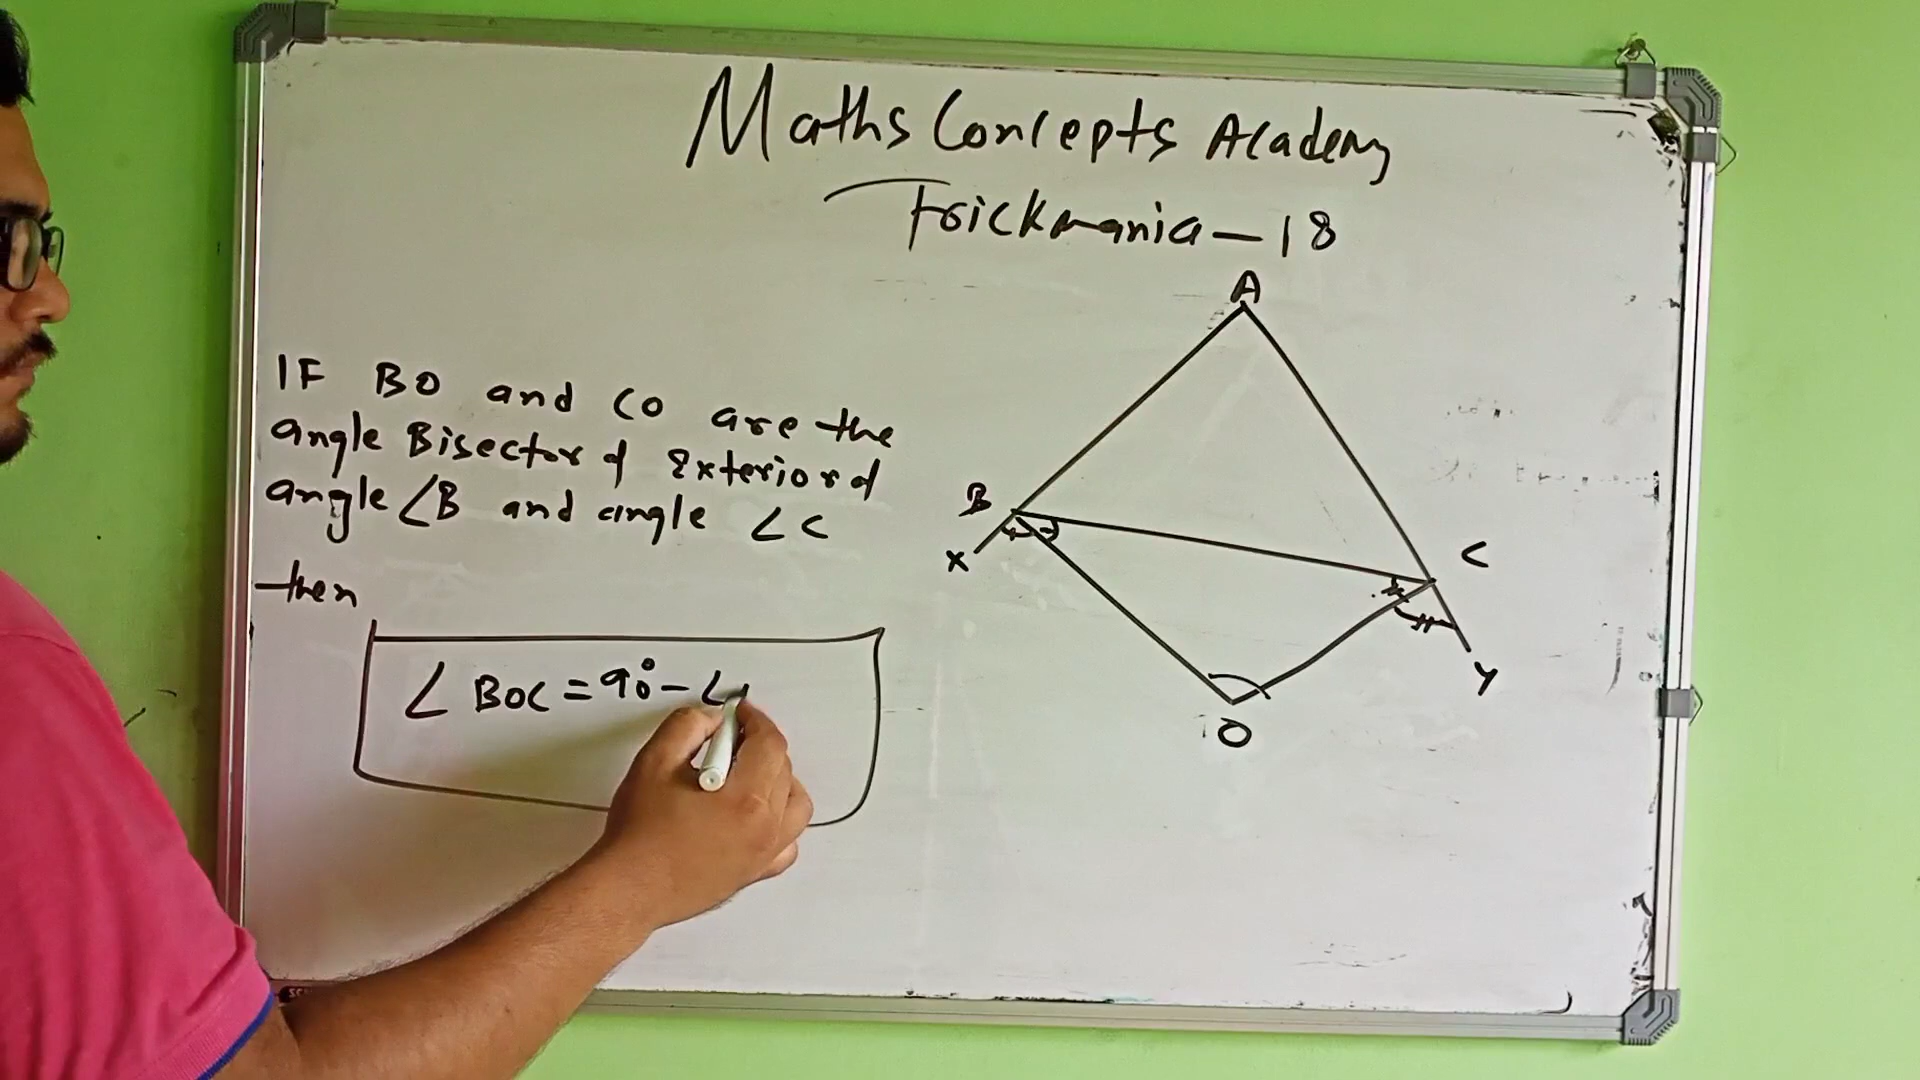 Maths Concepts Academy
Trickmania - 18
A
IF BO and CO are the
angle Bisector of Exterior of
angle ∠B and angle ∠C
B
X
C
then
∠BOC = 90° - ∠
Y
O